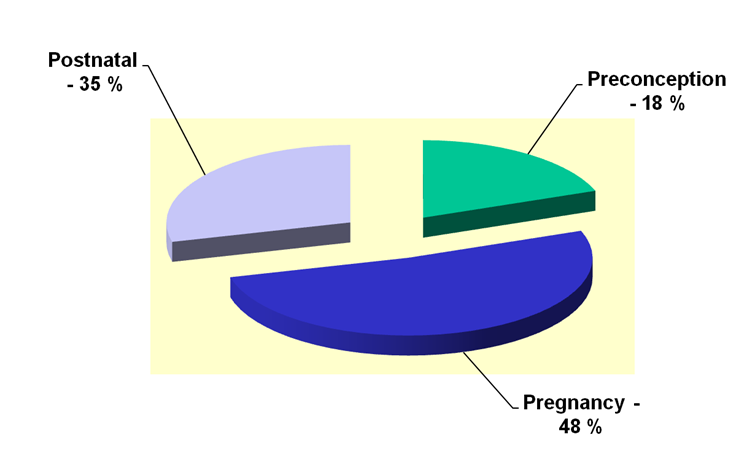 Postnatal
- 35 %
Preconception
- 18 %
Pregnancy -
48 %